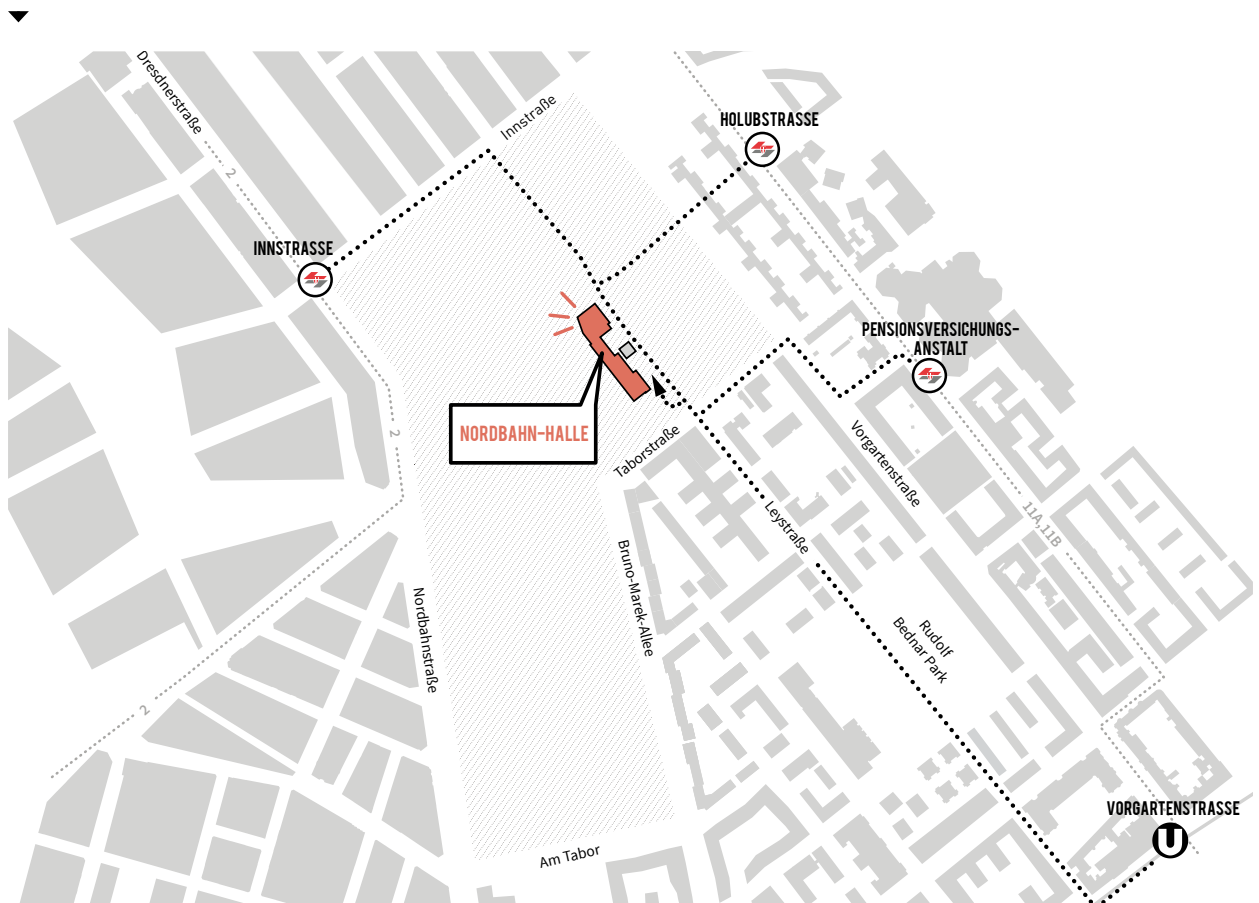 Dresdnerstraße
2
Innstraße
HOLUBSTRASSE
INNSTRASSE
PENSIONSVERSICHUNGS-
ANSTALT
2
NORDBAHN-HALLE
Taborstraße
Vorgartenstraße
Leystraße
11A,11B
Bruno-Marek-Allee
Nordbahnstraße
Rudolf
Bednar Park
2
VORGARTENSTRASSE
U
Am Tabor